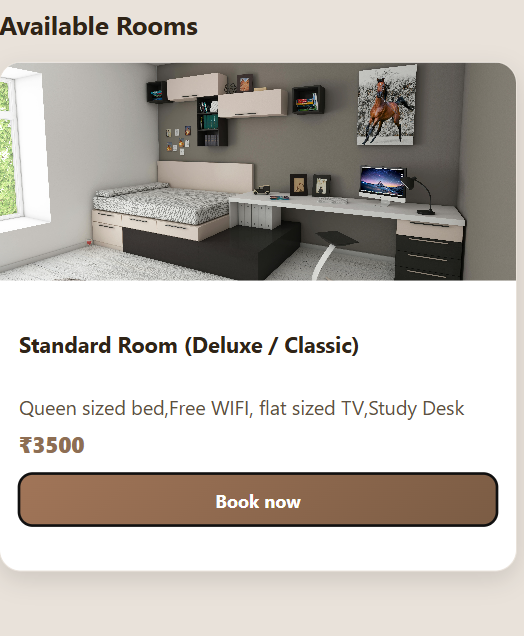 Available Rooms
Standard Room (Deluxe / Classic)
Queen sized bed,Free WIFI, flat sized TV,Study Desk
₹3500
Book now